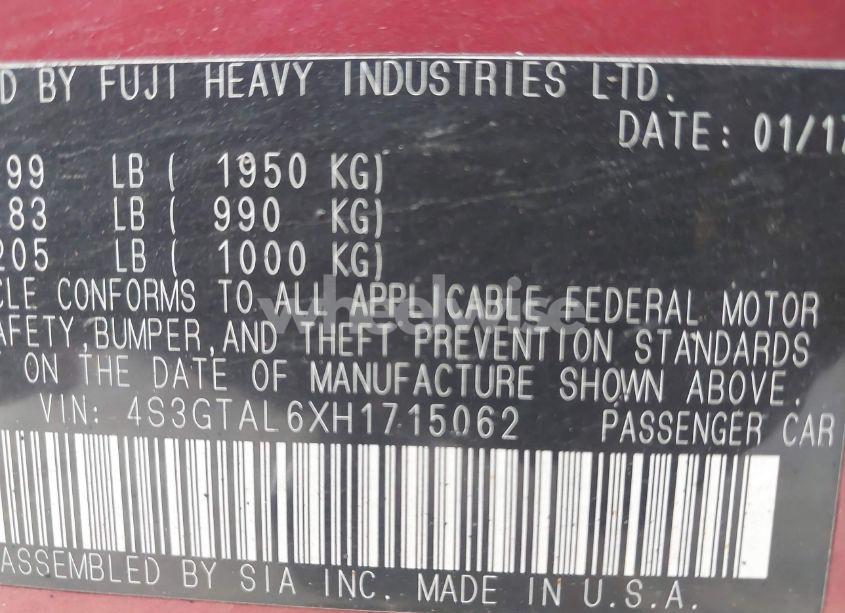 D BY FUJI HEAVY INDUSTRIES LTD.
DATE: 01/17
99 LB ( 1950 KG)
83 LB ( 990 KG)
205 LB ( 1000 KG)
CLE CONFORMS TO ALL APPLICABLE FEDERAL MOTOR
AFETY, BUMPER, AND THEFT PREVENTION STANDARDS
ON THE DATE OF MANUFACTURE SHOWN ABOVE.
VIN: 4S3GTAL6XH1715062 PASSENGER CAR
ASSEMBLED BY SIA INC. MADE IN U.S.A.
wheelwise